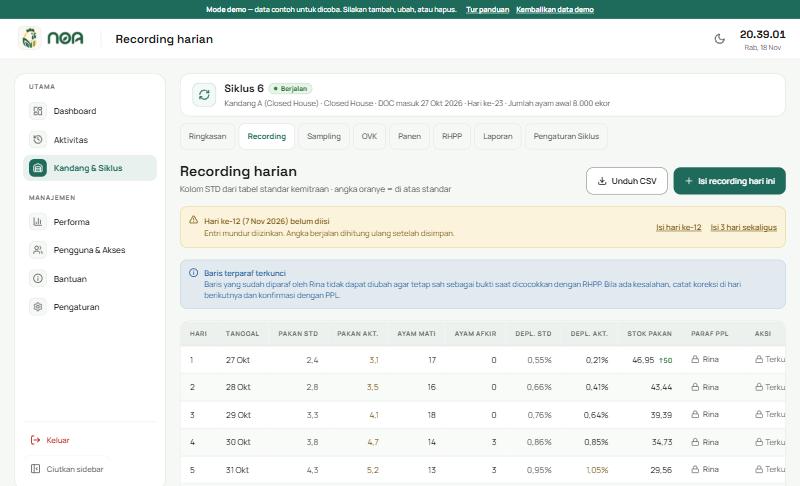 Mode demo — data contoh untuk dicoba. Silakan tambah, ubah, atau hapus. Tur panduan Kembalikan data demo
NOA Recording harian
20.39.01
Rab, 18 Nov
UTAMA
Dashboard
Aktivitas
Kandang & Siklus
MANAJEMEN
Performa
Pengguna & Akses
Bantuan
Pengaturan
Keluar
Ciutkan sidebar
Siklus 6 Berjalan
Kandang A (Closed House) · Closed House · DOC masuk 27 Okt 2026 · Hari ke-23 · Jumlah ayam awal 8.000 ekor
Ringkasan Recording Sampling OVK Panen RHPP Laporan Pengaturan Siklus
Recording harian
Kolom STD dari tabel standar kemitraan · angka oranye = di atas standar
Unduh CSV + Isi recording hari ini
Hari ke-12 (7 Nov 2026) belum diisi
Entri mundur diizinkan. Angka berjalan dihitung ulang setelah disimpan.
Isi hari ke-12 Isi 3 hari sekaligus
Baris terparaf terkunci
Baris yang sudah diparaf oleh Rina tidak dapat diubah agar tetap sah sebagai bukti saat dicocokkan dengan RHPP. Bila ada kesalahan, catat koreksi di hari
berikutnya dan konfirmasi dengan PPL.
HARI TANGGAL PAKAN STD PAKAN AKT. AYAM MATI AYAM AFKIR DEPL. STD DEPL. AKT. STOK PAKAN PARAF PPL AKSI
1 27 Okt 2,4 3,1 17 0 0,55% 0,21% 46,95 ↑50 Rina Terku
2 28 Okt 2,8 3,5 16 0 0,66% 0,41% 43,44 Rina Terku
3 29 Okt 3,3 4,1 18 0 0,76% 0,64% 39,39 Rina Terku
4 30 Okt 3,8 4,7 14 3 0,86% 0,85% 34,73 Rina Terku
5 31 Okt 4,3 5,2 13 3 0,95% 1,05% 29,56 Rina Terku